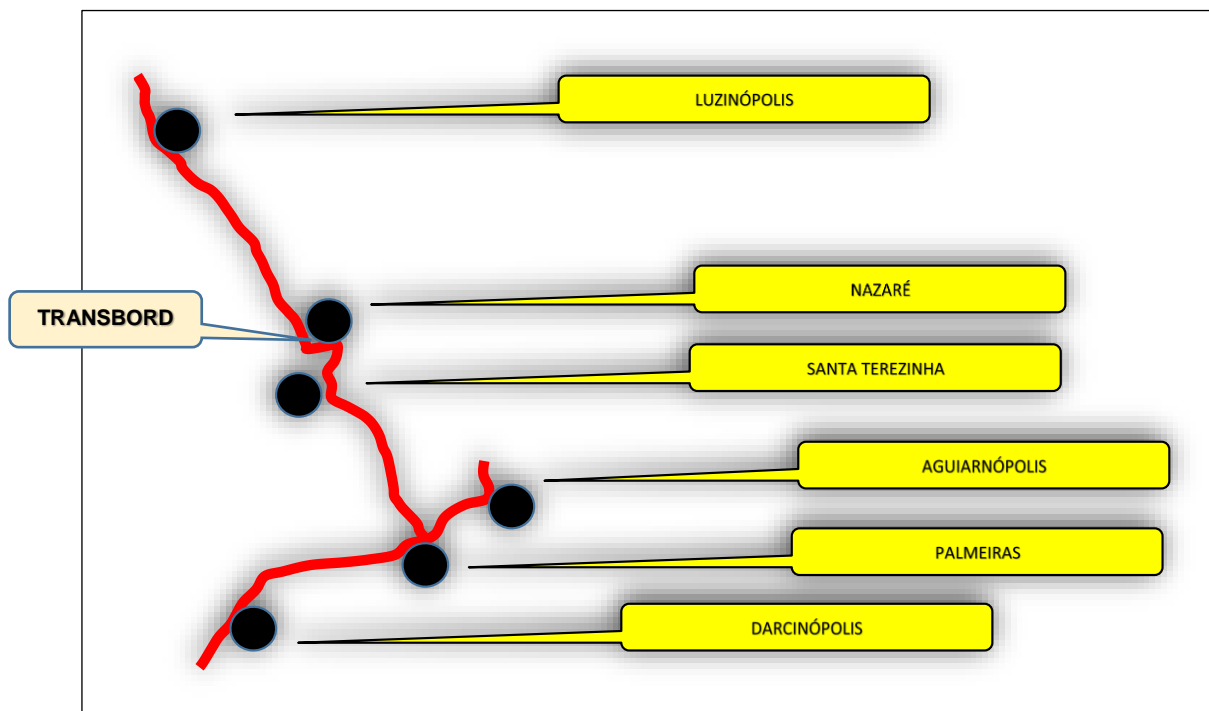 LUZINÓPOLIS
NAZARÉ
TRANSBORD
SANTA TEREZINHA
AGUIARNÓPOLIS
PALMEIRAS
DARCINÓPOLIS